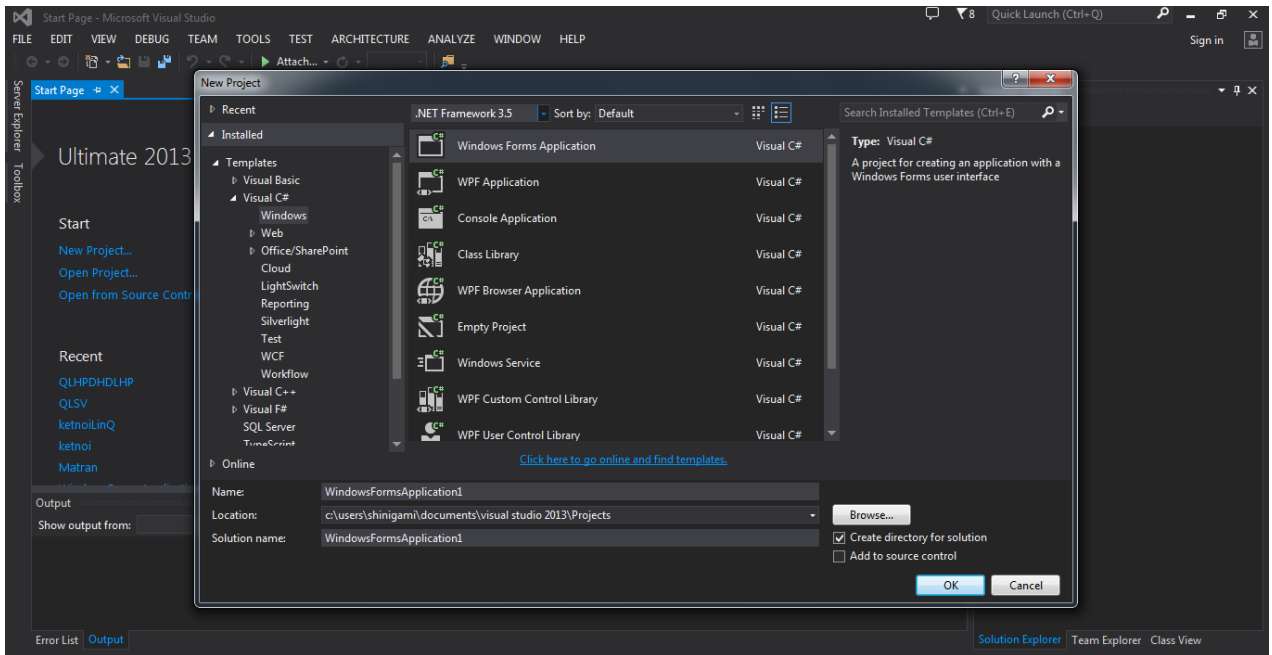 Start Page - Microsoft Visual Studio
8
Quick Launch (Ctrl+Q)
FILE EDIT VIEW DEBUG TEAM TOOLS TEST ARCHITECTURE ANALYZE WINDOW HELP
Sign in
Attach...
Server Explorer
Toolbox
Start Page
Ultimate 2013
Start
New Project...
Open Project...
Open from Source Contr
Recent
QLHPDHDLHP
QLSV
ketnoiLinQ
ketnoi
Matran
New Project
Recent
Installed
Templates
Visual Basic
Visual C#
Windows
Web
Office/SharePoint
Cloud
LightSwitch
Reporting
Silverlight
Test
WCF
Workflow
Visual C++
Visual F#
SQL Server
TypeScript
Online
.NET Framework 3.5
Sort by: Default
Search Installed Templates (Ctrl+E)
Windows Forms Application Visual C#
WPF Application Visual C#
Console Application Visual C#
Class Library Visual C#
WPF Browser Application Visual C#
Empty Project Visual C#
Windows Service Visual C#
WPF Custom Control Library Visual C#
WPF User Control Library Visual C#
Click here to go online and find templates.
Type: Visual C#
A project for creating an application with a
Windows Forms user interface
Name: WindowsFormsApplication1
Location: c:\users\shinigami\documents\visual studio 2013\Projects
Browse...
Solution name: WindowsFormsApplication1
Create directory for solution
Add to source control
OK Cancel
Output
Show output from:
Error List Output
Solution Explorer Team Explorer Class View